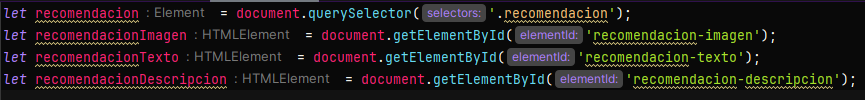 let recomendacion : Element = document.querySelector( selectors: '.recomendacion');
let recomendacionImagen : HTMLElement = document.getElementById( elementId: 'recomendacion-imagen');
let recomendacionTexto : HTMLElement = document.getElementById( elementId: 'recomendacion-texto');
let recomendacionDescripcion : HTMLElement = document.getElementById( elementId: 'recomendacion-descripcion');